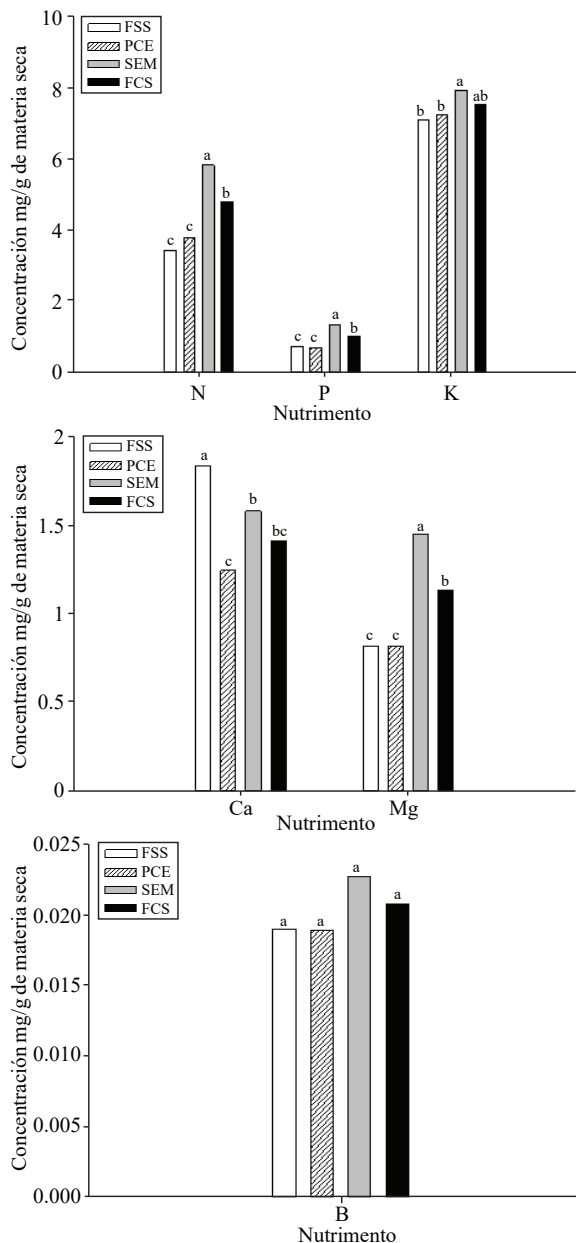 10
FSS
PCE
SEM
FCS
8
6
4
2
0
Concentración mg/g de materia seca
c c a b
c c a b
b b a ab
N P K
Nutrimento
2
FSS
PCE
SEM
FCS
1.5
1
0.5
0
Concentración mg/g de materia seca
a c b bc
c c a b
Ca Mg
Nutrimento
0.025
FSS
PCE
SEM
FCS
0.020
0.015
0.010
0.005
0.000
Concentración mg/g de materia seca
a a a a
B
Nutrimento